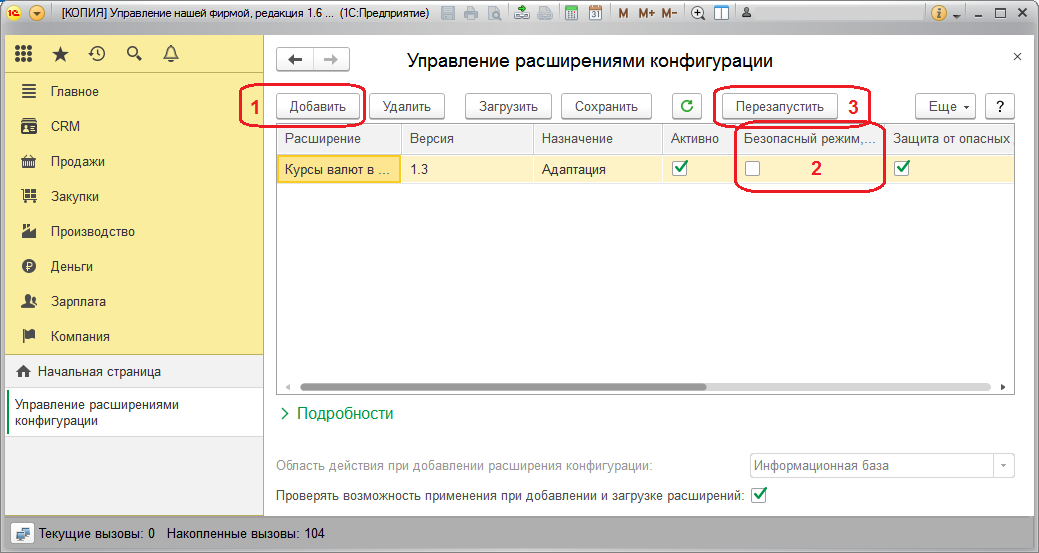 [КОПИЯ] Управление нашей фирмой, редакция 1.6 ... (1С:Предприятие)
M M+ M-
Главное
CRM
Продажи
Закупки
Производство
Деньги
Зарплата
Компания
Начальная страница
Управление расширениями
конфигурации
Управление расширениями конфигурации
1 Добавить Удалить Загрузить Сохранить Перезапустить 3 Еще ?
Расширение Версия Назначение Активно Безопасный режим,... Защита от опасных
Курсы валют в ... 1.3 Адаптация 2
Подробности
Область действия при добавлении расширения конфигурации: Информационная база
Проверять возможность применения при добавлении и загрузке расширений:
Текущие вызовы: 0 Накопленные вызовы: 104